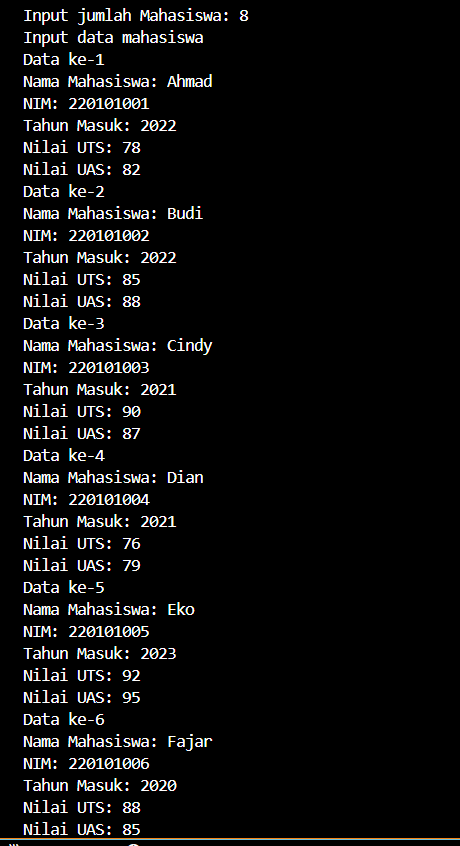 Input jumlah Mahasiswa: 8
Input data mahasiswa
Data ke-1
Nama Mahasiswa: Ahmad
NIM: 220101001
Tahun Masuk: 2022
Nilai UTS: 78
Nilai UAS: 82
Data ke-2
Nama Mahasiswa: Budi
NIM: 220101002
Tahun Masuk: 2022
Nilai UTS: 85
Nilai UAS: 88
Data ke-3
Nama Mahasiswa: Cindy
NIM: 220101003
Tahun Masuk: 2021
Nilai UTS: 90
Nilai UAS: 87
Data ke-4
Nama Mahasiswa: Dian
NIM: 220101004
Tahun Masuk: 2021
Nilai UTS: 76
Nilai UAS: 79
Data ke-5
Nama Mahasiswa: Eko
NIM: 220101005
Tahun Masuk: 2023
Nilai UTS: 92
Nilai UAS: 95
Data ke-6
Nama Mahasiswa: Fajar
NIM: 220101006
Tahun Masuk: 2020
Nilai UTS: 88
Nilai UAS: 85